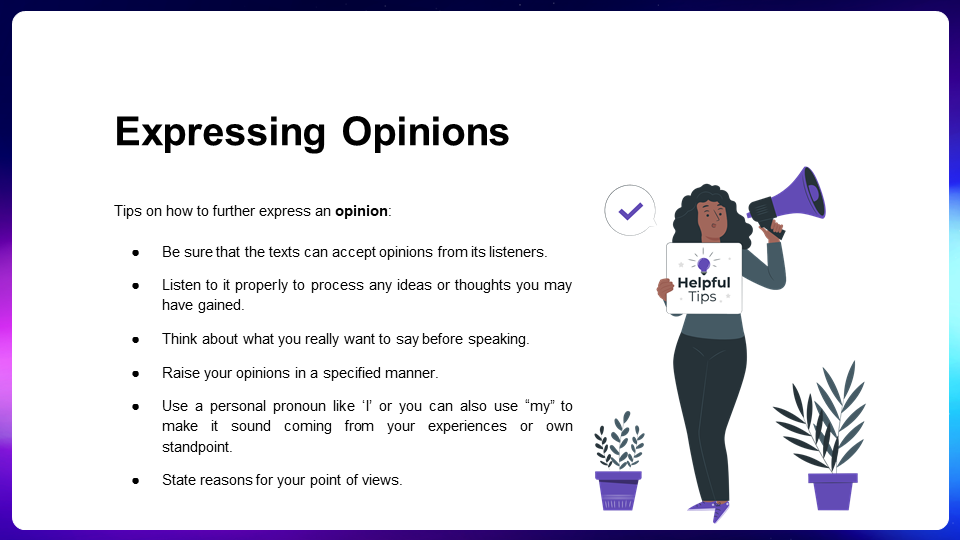 Expressing Opinions
Tips on how to further express an opinion:
● Be sure that the texts can accept opinions from its listeners.
● Listen to it properly to process any ideas or thoughts you may
have gained.
● Think about what you really want to say before speaking.
● Raise your opinions in a specified manner.
● Use a personal pronoun like ‘I’ or you can also use “my” to
make it sound coming from your experiences or own
standpoint.
● State reasons for your point of views.
Helpful
Tips